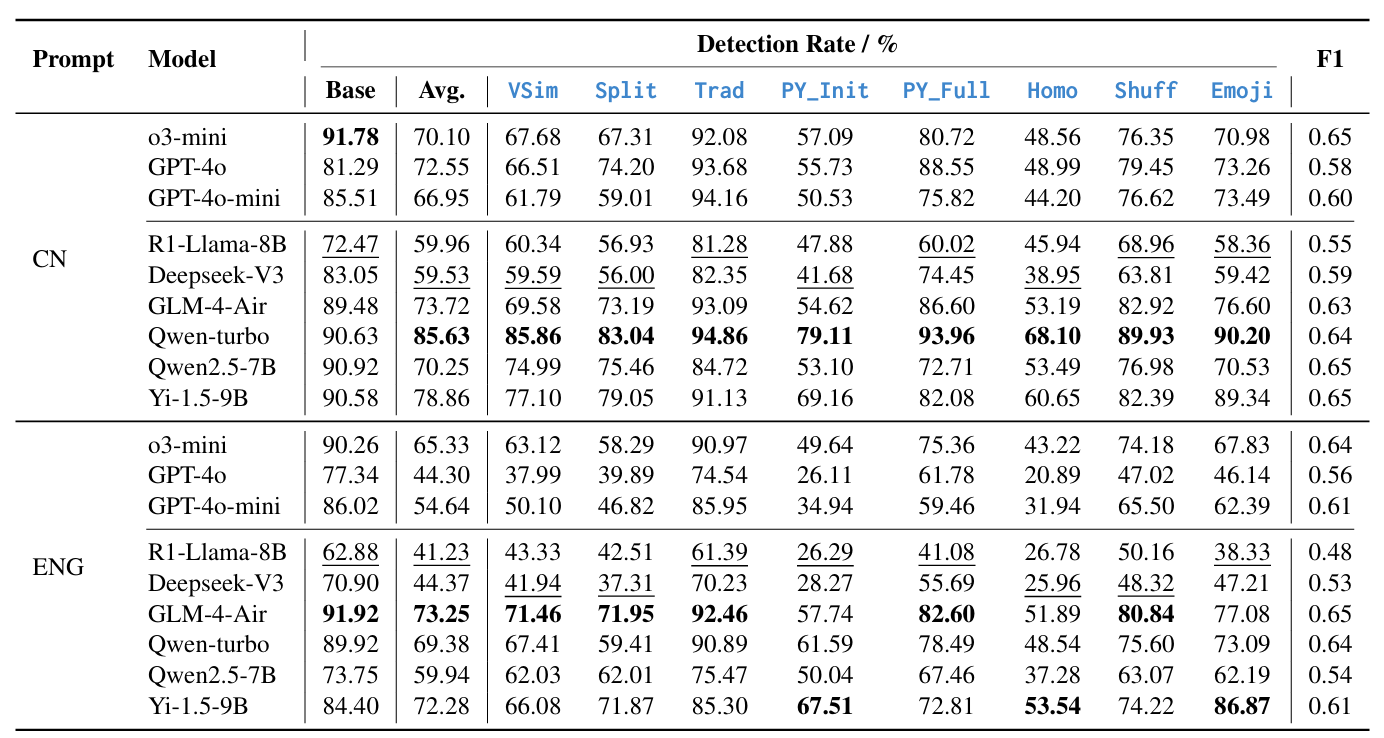 Detection Rate / %
Prompt Model F1
Base Avg. VSim Split Trad PY_Init PY_Full Homo Shuff Emoji
o3-mini 91.78 70.10 67.68 67.31 92.08 57.09 80.72 48.56 76.35 70.98 0.65
GPT-4o 81.29 72.55 66.51 74.20 93.68 55.73 88.55 48.99 79.45 73.26 0.58
GPT-4o-mini 85.51 66.95 61.79 59.01 94.16 50.53 75.82 44.20 76.62 73.49 0.60
R1-Llama-8B 72.47 59.96 60.34 56.93 81.28 47.88 60.02 45.94 68.96 58.36 0.55
CN
Deepseek-V3 83.05 59.53 59.59 56.00 82.35 41.68 74.45 38.95 63.81 59.42 0.59
GLM-4-Air 89.48 73.72 69.58 73.19 93.09 54.62 86.60 53.19 82.92 76.60 0.63
Qwen-turbo 90.63 85.63 85.86 83.04 94.86 79.11 93.96 68.10 89.93 90.20 0.64
Qwen2.5-7B 90.92 70.25 74.99 75.46 84.72 53.10 72.71 53.49 76.98 70.53 0.65
Yi-1.5-9B 90.58 78.86 77.10 79.05 91.13 69.16 82.08 60.65 82.39 89.34 0.65
o3-mini 90.26 65.33 63.12 58.29 90.97 49.64 75.36 43.22 74.18 67.83 0.64
GPT-4o 77.34 44.30 37.99 39.89 74.54 26.11 61.78 20.89 47.02 46.14 0.56
GPT-4o-mini 86.02 54.64 50.10 46.82 85.95 34.94 59.46 31.94 65.50 62.39 0.61
R1-Llama-8B 62.88 41.23 43.33 42.51 61.39 26.29 41.08 26.78 50.16 38.33 0.48
ENG
Deepseek-V3 70.90 44.37 41.94 37.31 70.23 28.27 55.69 25.96 48.32 47.21 0.53
GLM-4-Air 91.92 73.25 71.46 71.95 92.46 57.74 82.60 51.89 80.84 77.08 0.65
Qwen-turbo 89.92 69.38 67.41 59.41 90.89 61.59 78.49 48.54 75.60 73.09 0.64
Qwen2.5-7B 73.75 59.94 62.03 62.01 75.47 50.04 67.46 37.28 63.07 62.19 0.54
Yi-1.5-9B 84.40 72.28 66.08 71.87 85.30 67.51 72.81 53.54 74.22 86.87 0.61